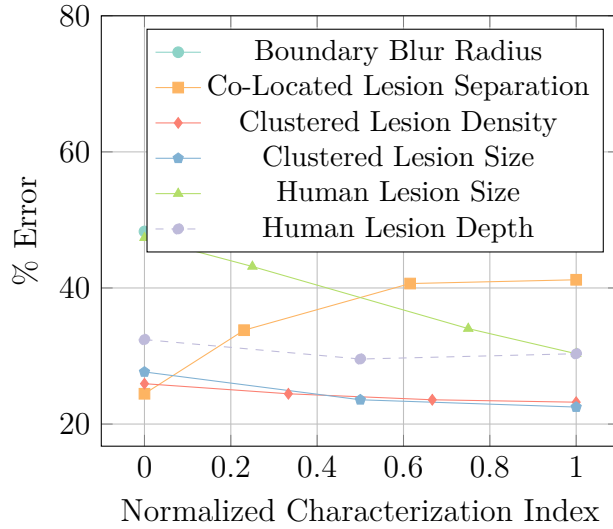 80
60
40
20
% Error
Boundary Blur Radius
Co-Located Lesion Separation
Clustered Lesion Density
Clustered Lesion Size
Human Lesion Size
Human Lesion Depth
0 0.2 0.4 0.6 0.8 1
Normalized Characterization Index